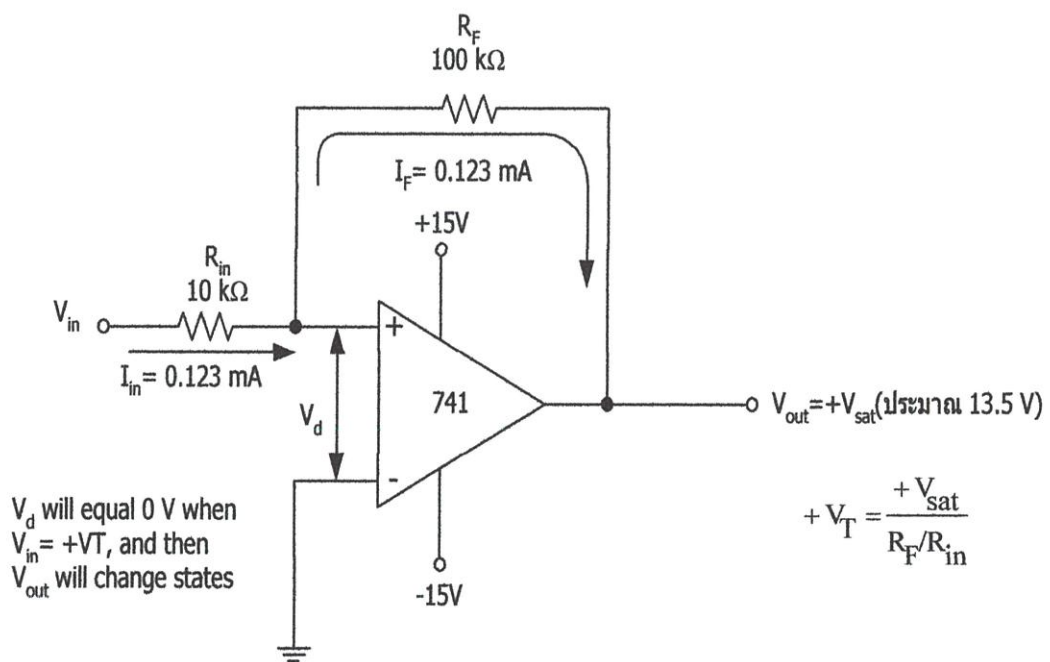 R_F
100 kΩ
I_F= 0.123 mA
+15V
R_in
10 kΩ
V_in
+
I_in= 0.123 mA
741
V_d
V_out=+V_sat(ประมาณ 13.5 V)
-
V_d will equal 0 V when
V_in= +VT, and then
V_out will change states
+ V_T = + V_sat / R_F/R_in
-15V